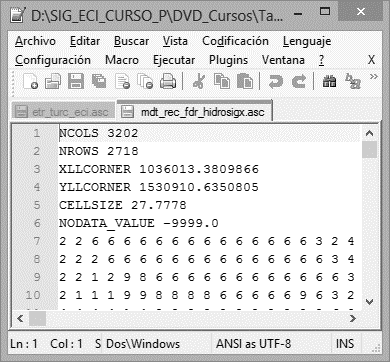 D:\SIG_ECI_CURSO_P\DVD_Cursos\Ta...
Archivo Editar Buscar Vista Codificación Lenguaje
Configuración Macro Ejecutar Plugins Ventana ? X
etr_turc_eci.asc mdt_rec_fdr_hidrosigx.asc
1 NCOLS 3202
2 NROWS 2718
3 XLLCORNER 1036013.3809866
4 YLLCORNER 1530910.6350805
5 CELLSIZE 27.7778
6 NODATA_VALUE -9999.0
7 2 2 6 6 6 6 6 6 6 6 6 6 6 6 6 6 3 2 4
8 2 2 2 6 6 6 6 6 6 6 6 6 6 6 6 6 6 3 4
9 2 2 1 2 9 8 6 6 6 6 6 6 6 6 6 6 6 3 4
10 2 1 1 1 9 9 8 8 8 8 6 6 6 6 6 9 6 3 2
Ln : 1 Col : 1 S Dos\Windows ANSI as UTF-8 INS